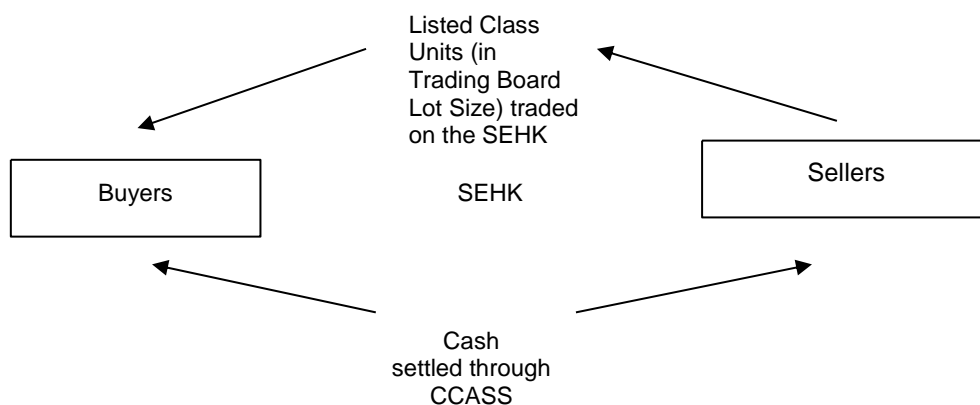 Listed Class
Units (in
Trading Board
Lot Size) traded
on the SEHK
Buyers
SEHK
Sellers
Cash
settled through
CCASS